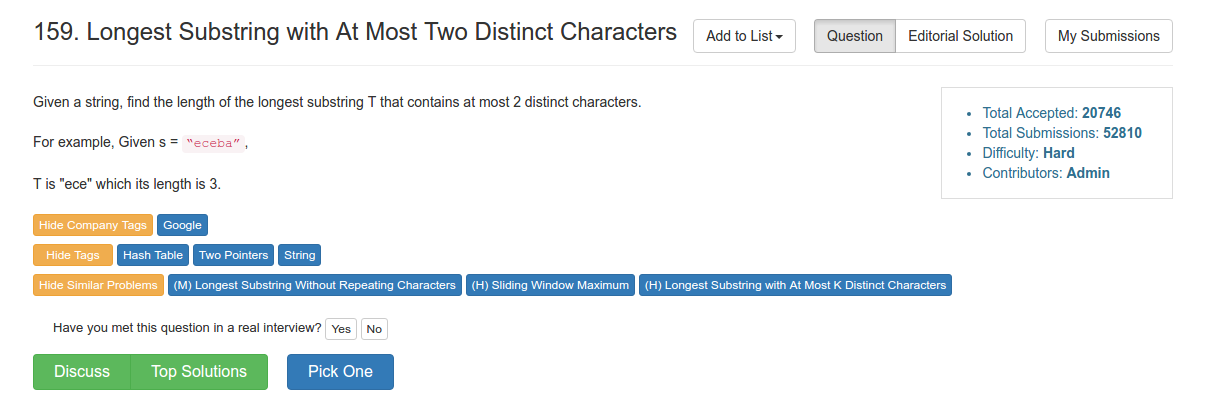 159. Longest Substring with At Most Two Distinct Characters
Add to List
Question
Editorial Solution
My Submissions
Given a string, find the length of the longest substring T that contains at most 2 distinct characters.
For example, Given s = “eceba”,
T is "ece" which its length is 3.
Total Accepted: 20746
Total Submissions: 52810
Difficulty: Hard
Contributors: Admin
Hide Company Tags Google
Hide Tags Hash Table Two Pointers String
Hide Similar Problems (M) Longest Substring Without Repeating Characters (H) Sliding Window Maximum (H) Longest Substring with At Most K Distinct Characters
Have you met this question in a real interview? Yes No
Discuss Top Solutions Pick One